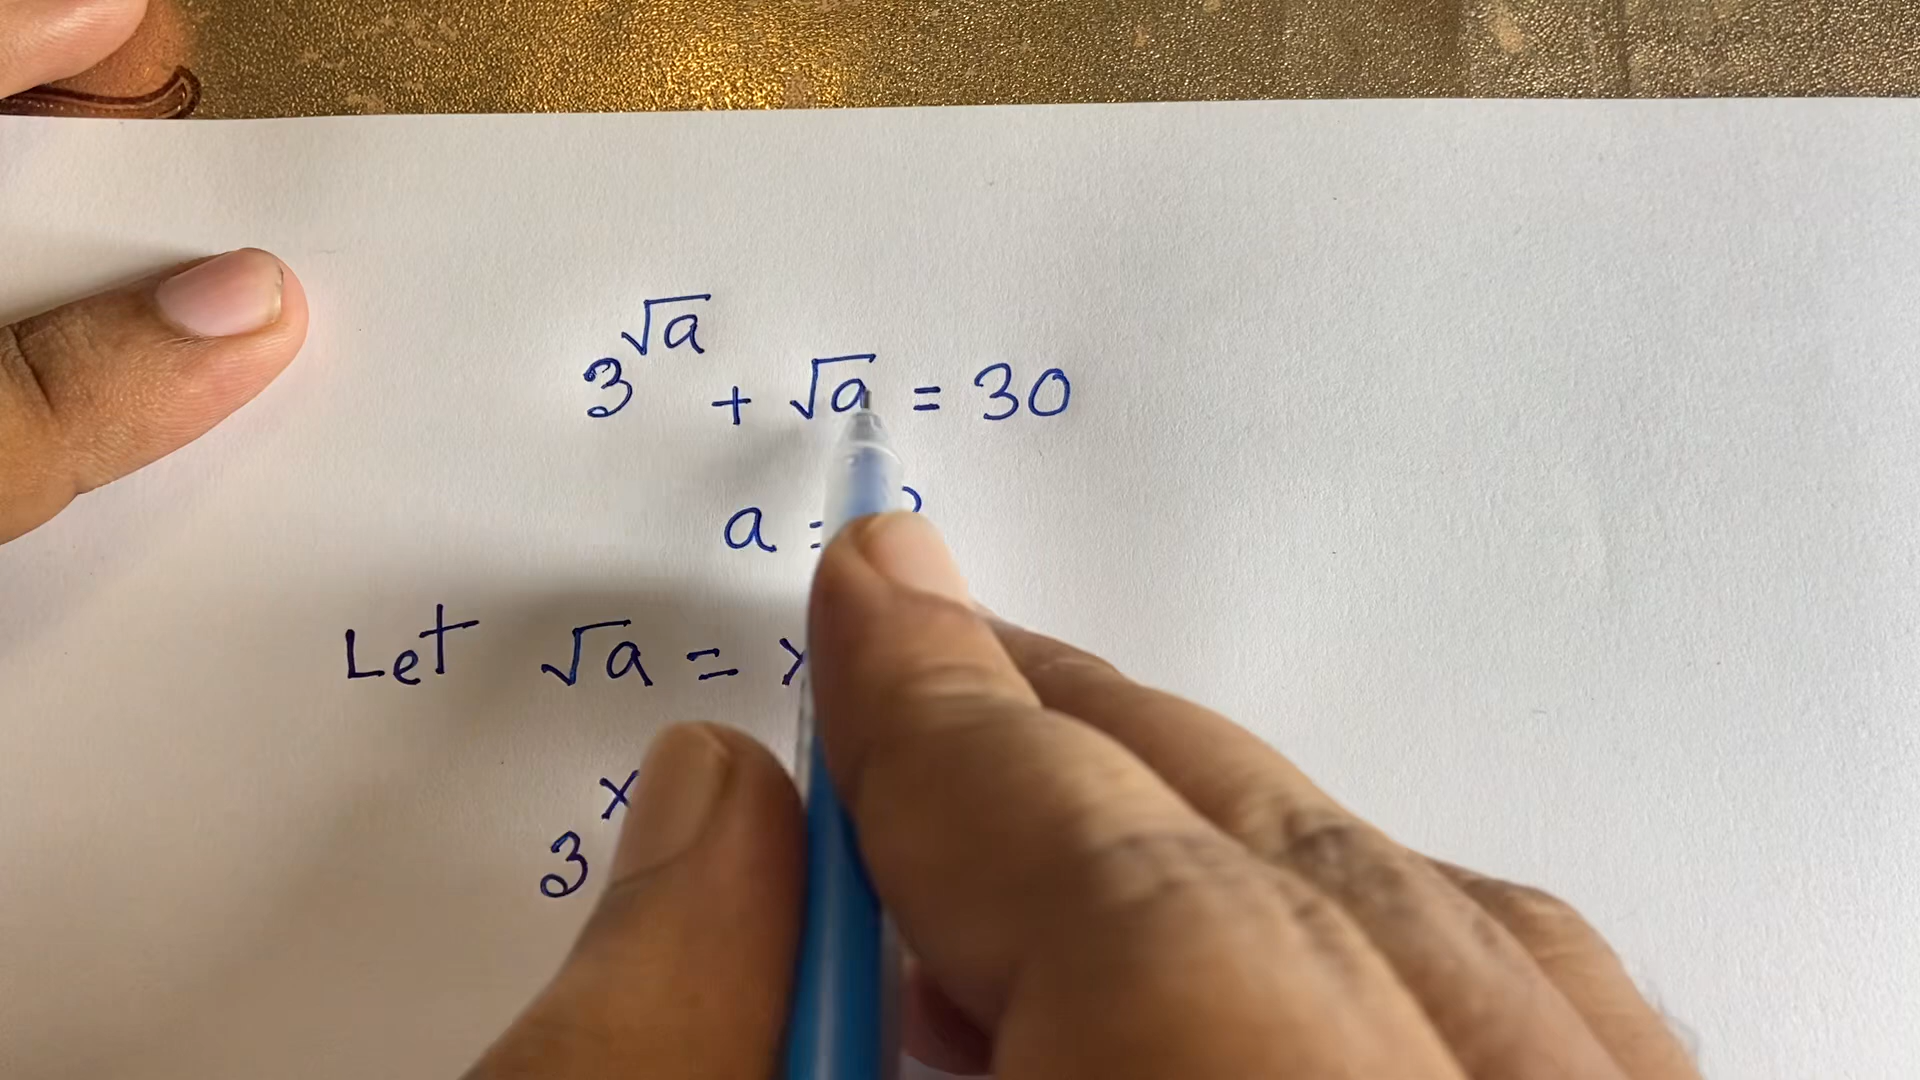 3^√a + √a = 30
a =
Let √a = x
3^x